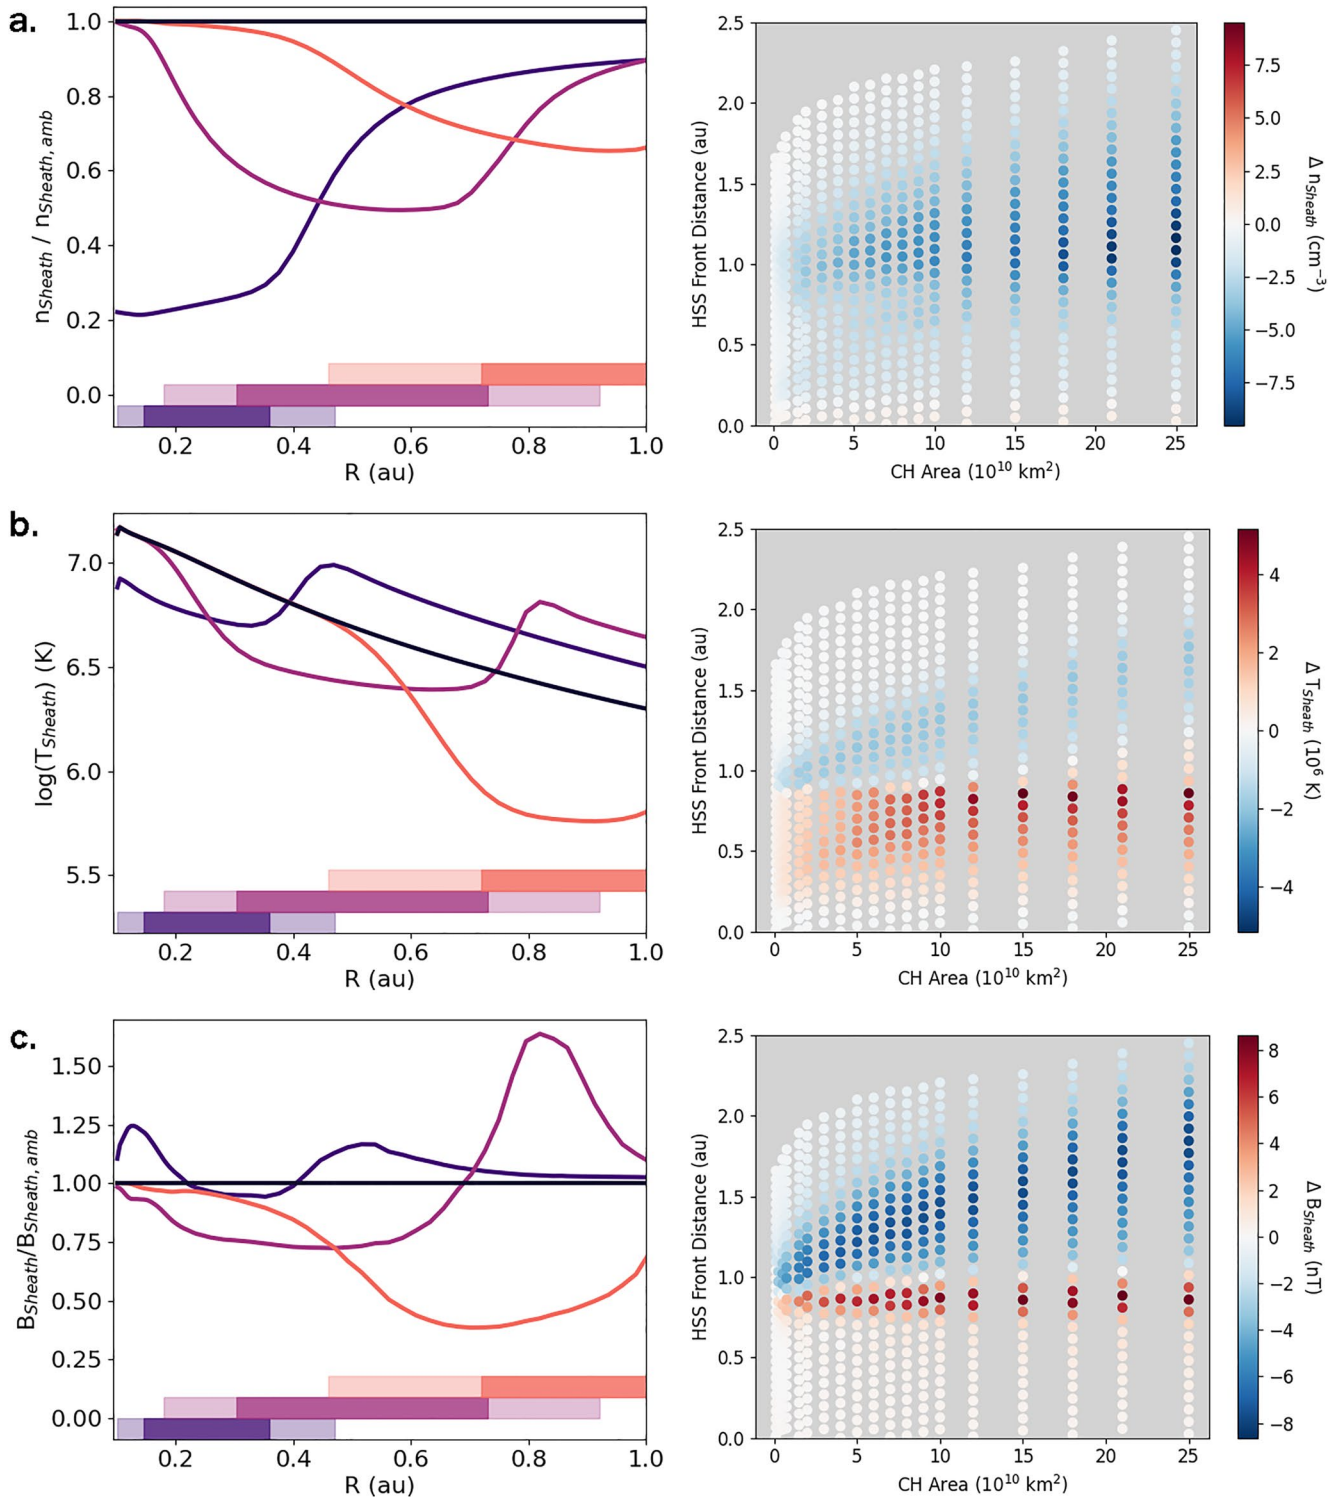 a.
n_Sheath / n_Sheath, amb
1.0
0.8
0.6
0.4
0.2
0.0
0.2 0.4 0.6 0.8 1.0
R (au)
HSS Front Distance (au)
2.5
2.0
1.5
1.0
0.5
0.0
0 5 10 15 20 25
CH Area (10¹⁰ km²)
7.5
5.0
2.5
0.0
−2.5
−5.0
−7.5
Δ n_sheath (cm⁻³)
b.
log(T_Sheath) (K)
7.0
6.5
6.0
5.5
0.2 0.4 0.6 0.8 1.0
R (au)
HSS Front Distance (au)
2.5
2.0
1.5
1.0
0.5
0.0
0 5 10 15 20 25
CH Area (10¹⁰ km²)
4
2
0
−2
−4
Δ T_Sheath (10⁶ K)
c.
B_Sheath/B_Sheath, amb
1.50
1.25
1.00
0.75
0.50
0.25
0.00
0.2 0.4 0.6 0.8 1.0
R (au)
HSS Front Distance (au)
2.5
2.0
1.5
1.0
0.5
0.0
0 5 10 15 20 25
CH Area (10¹⁰ km²)
8
6
4
2
0
−2
−4
−6
−8
Δ B_Sheath (nT)